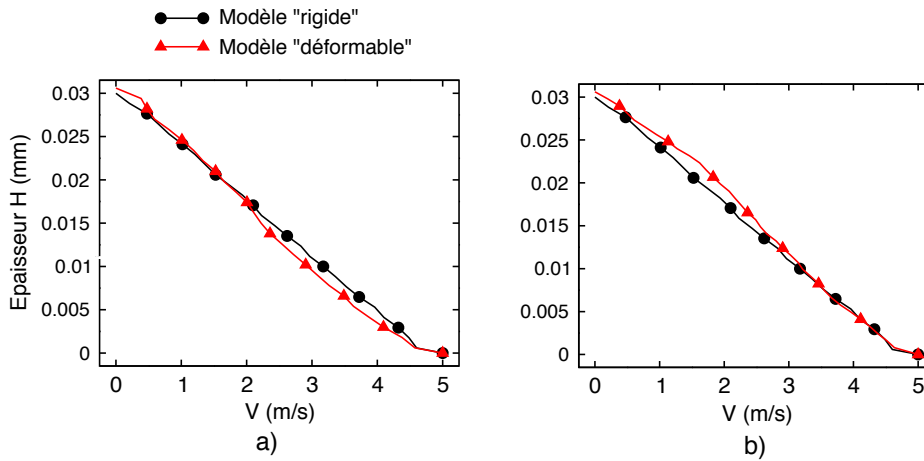 Modèle "rigide"
Modèle "déformable"
Epaisseur H (mm)
0.03
0.025
0.02
0.015
0.01
0.005
0
0 1 2 3 4 5
V (m/s)
a)
0.03
0.025
0.02
0.015
0.01
0.005
0
0 1 2 3 4 5
V (m/s)
b)